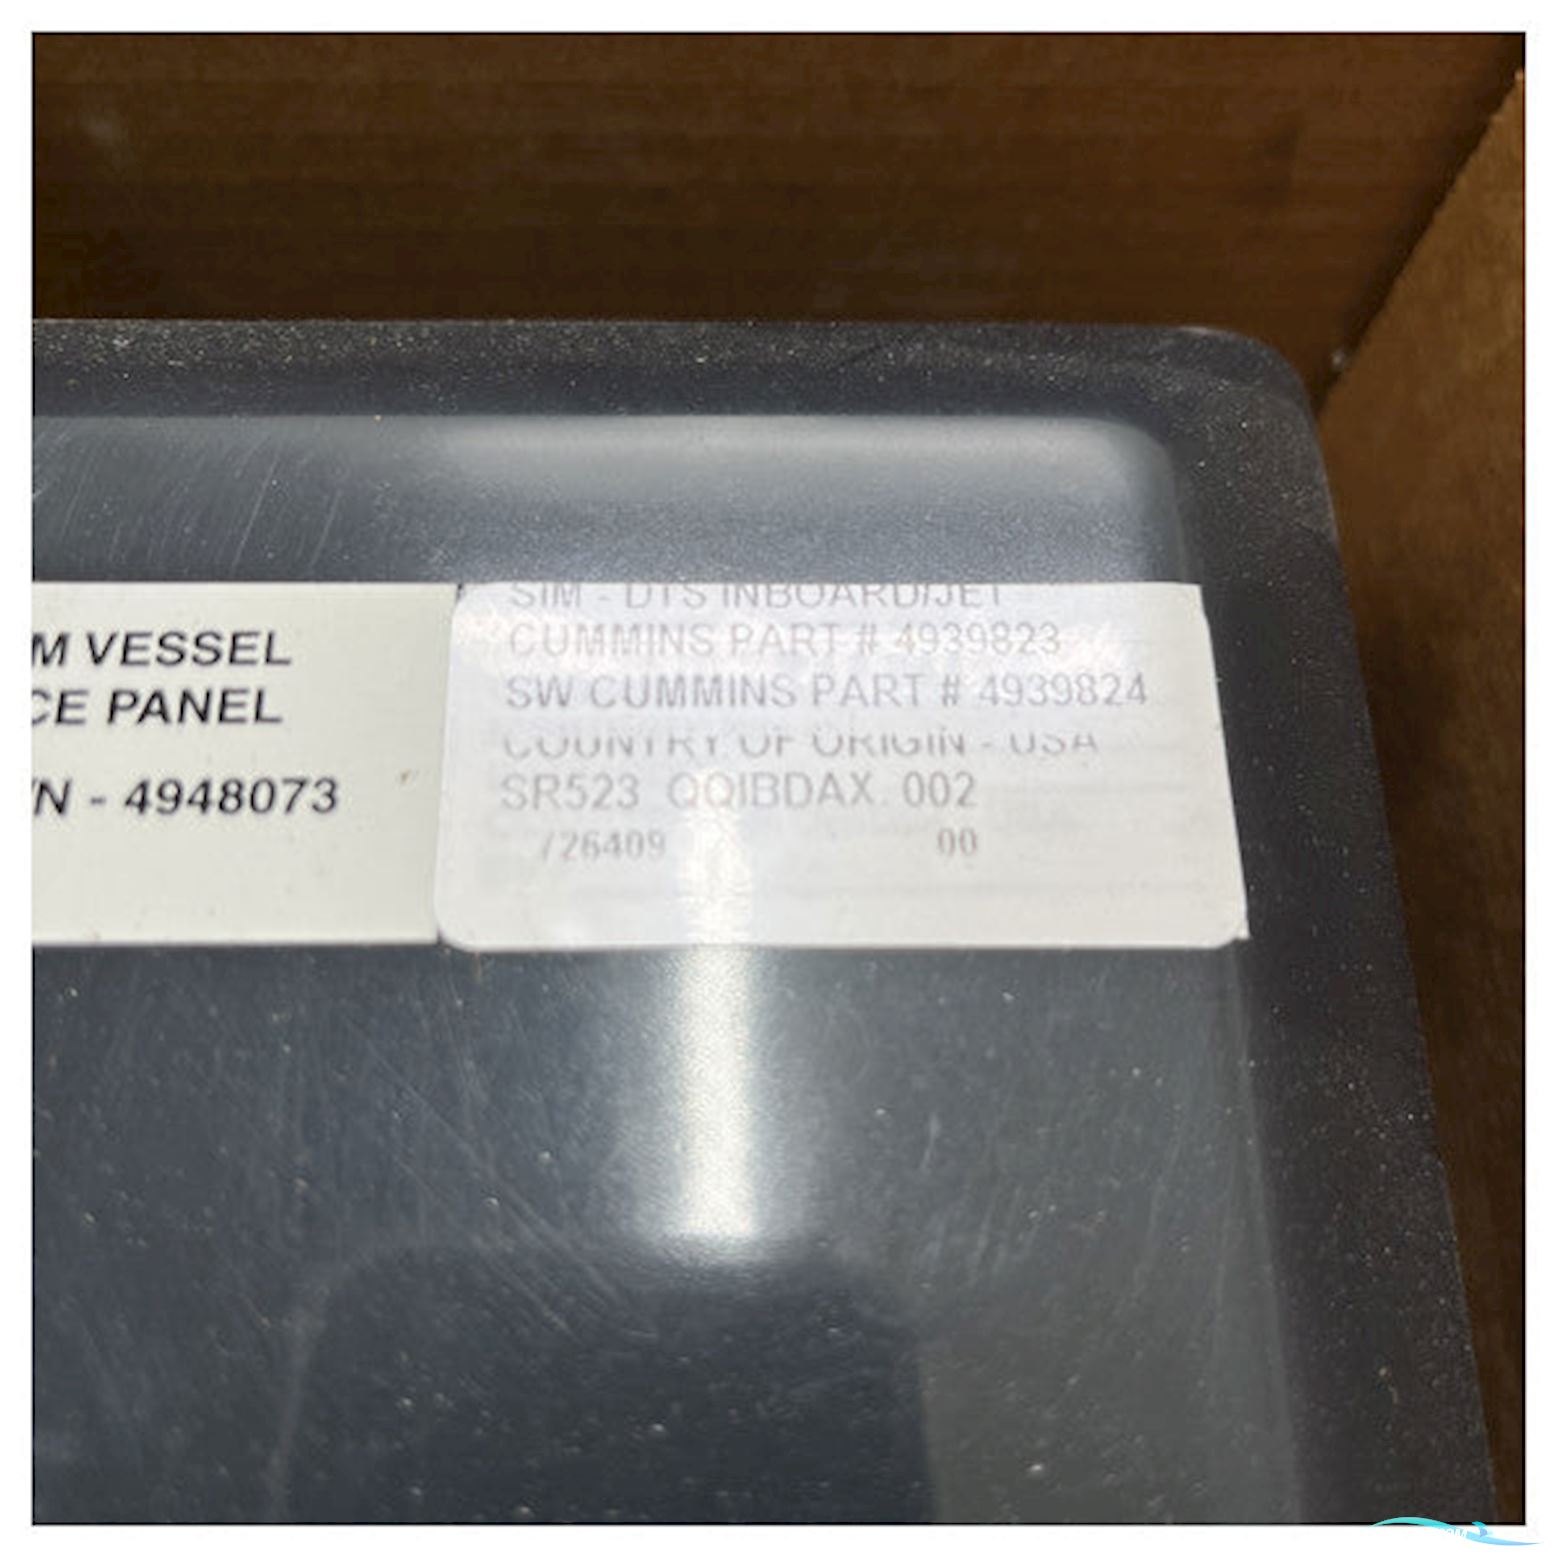 M VESSEL
CE PANEL
/N - 4948073
SIM - DTS INBOARD/JET
CUMMINS PART # 4939823
SW CUMMINS PART # 4939824
COUNTRY OF ORIGIN - USA
SR523 QQIBDAX. 002
726409 00